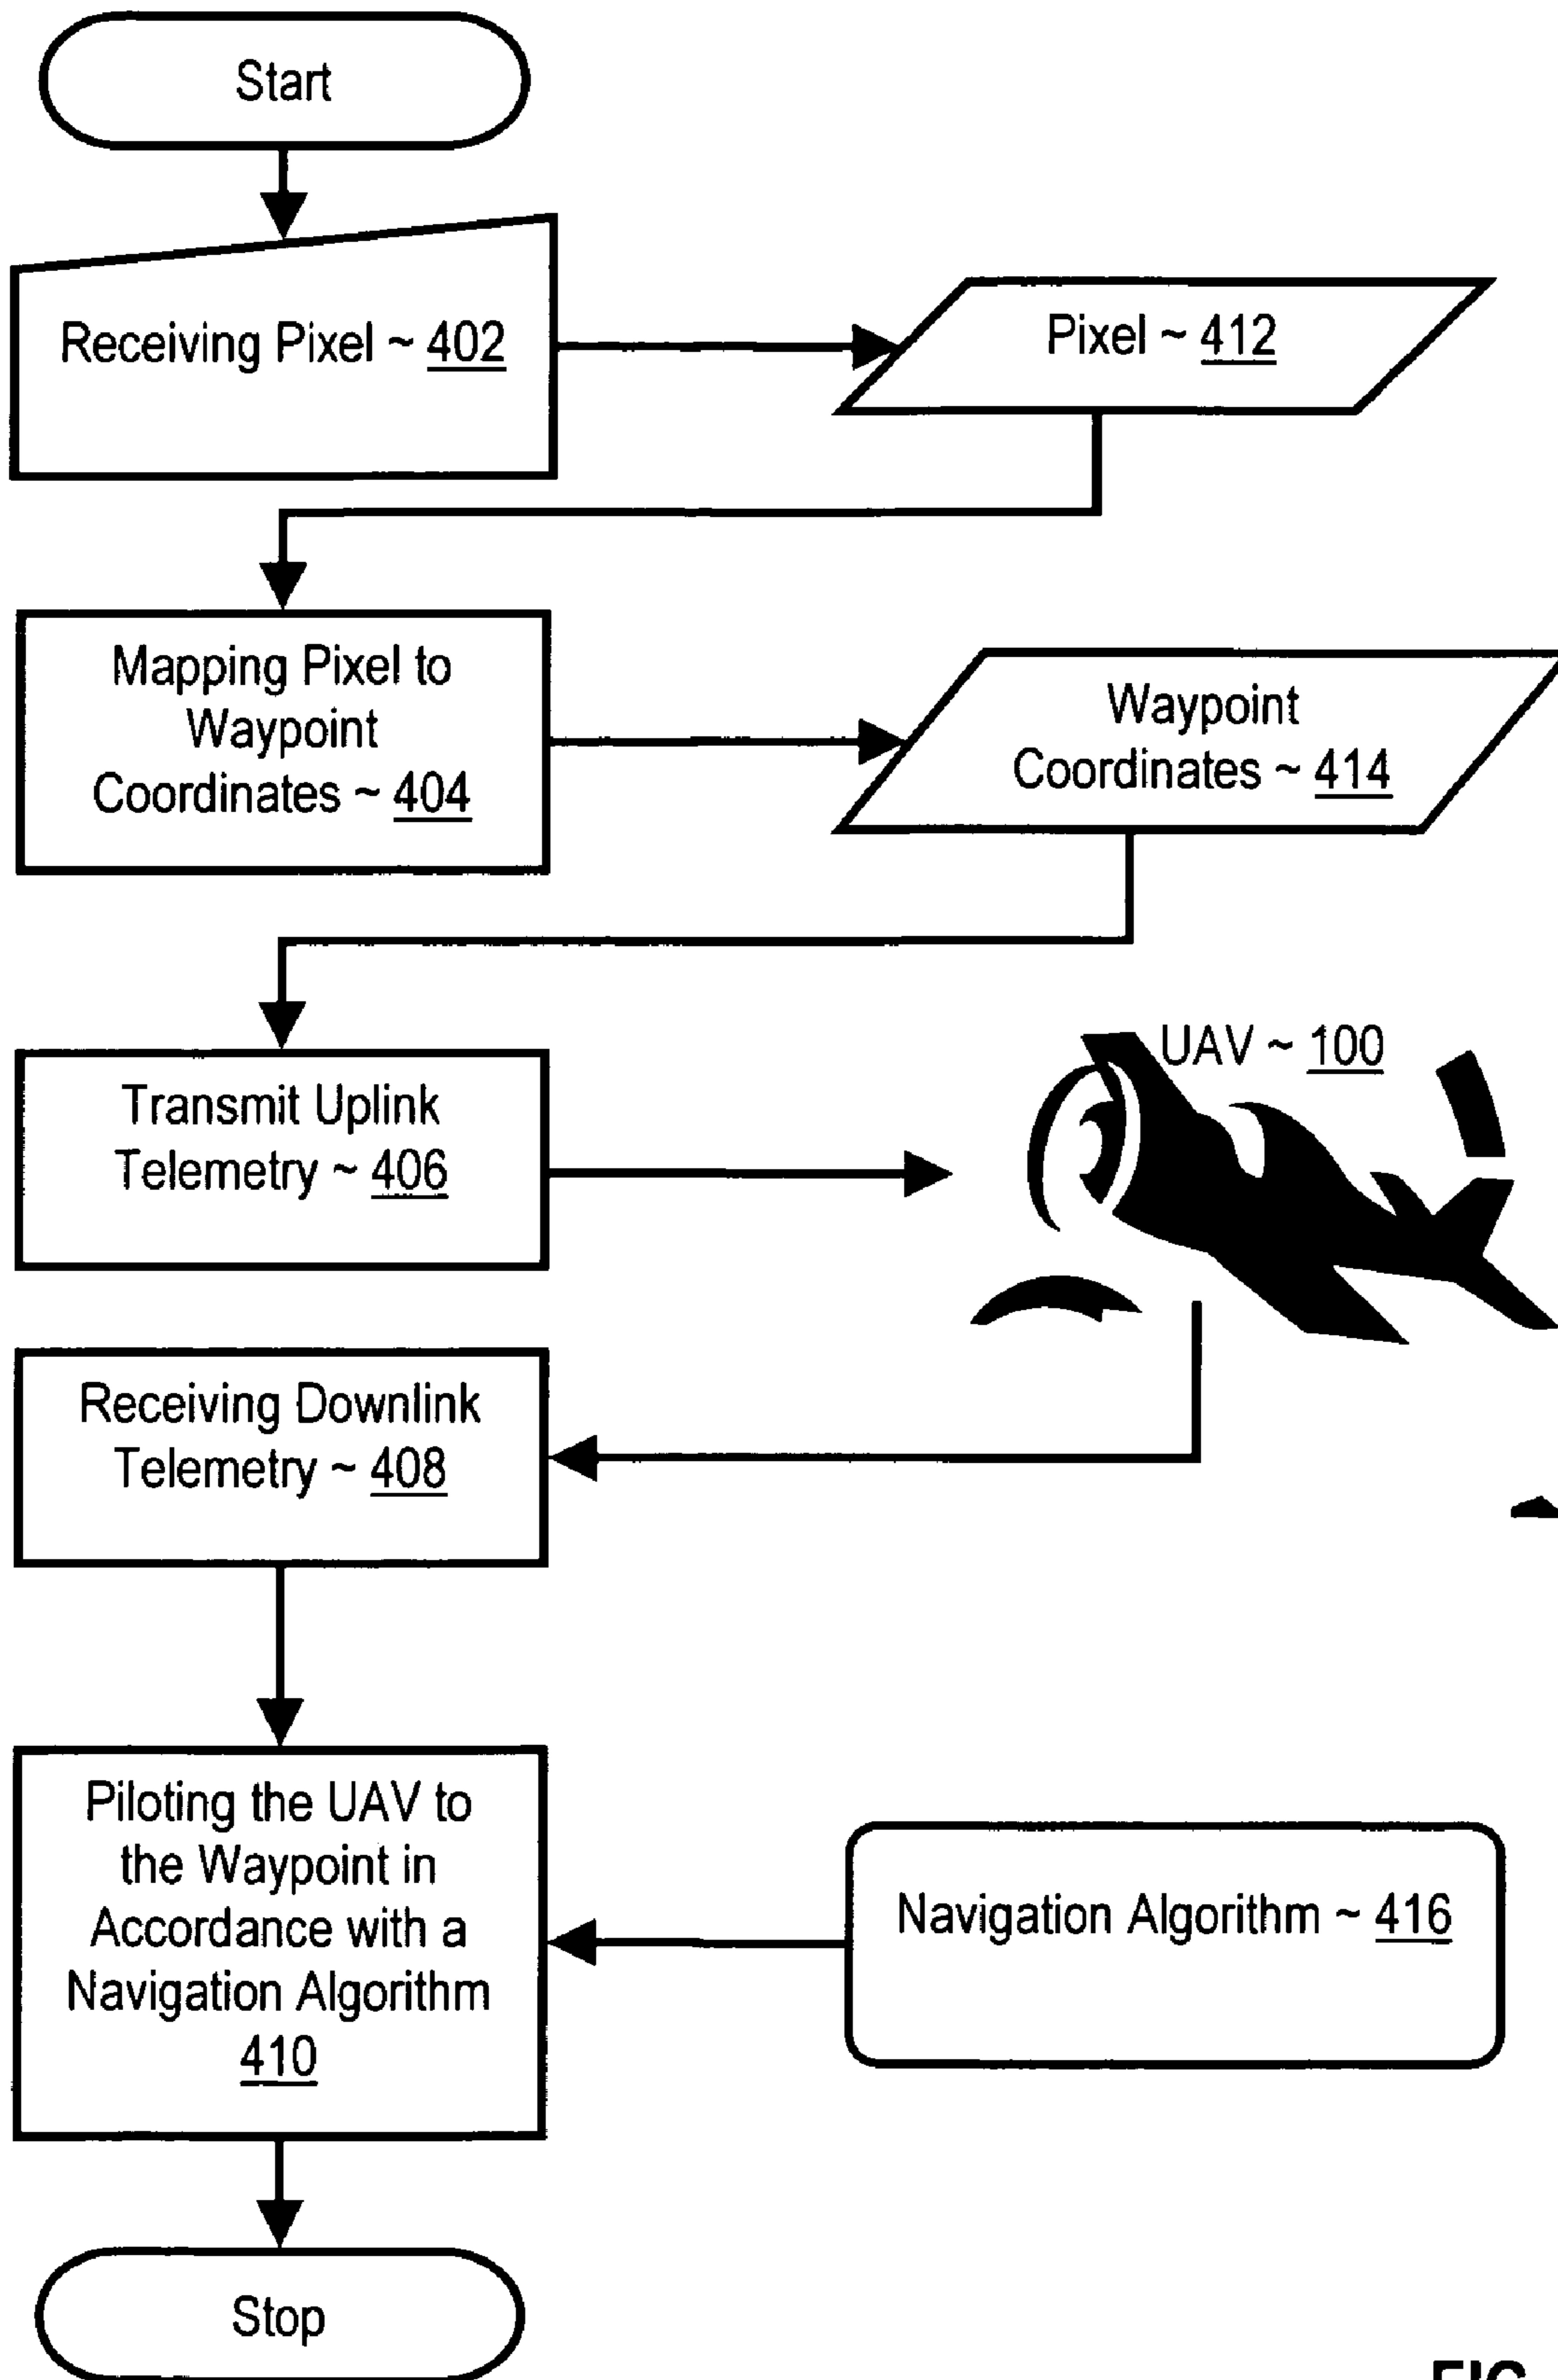 Start
Receiving Pixel ~ 402
Pixel ~ 412
Mapping Pixel to
Waypoint
Coordinates ~ 404
Waypoint
Coordinates ~ 414
Transmit Uplink
Telemetry ~ 406
UAV ~ 100
Receiving Downlink
Telemetry ~ 408
Piloting the UAV to
the Waypoint in
Accordance with a
Navigation Algorithm
410
Navigation Algorithm ~ 416
Stop
FIG